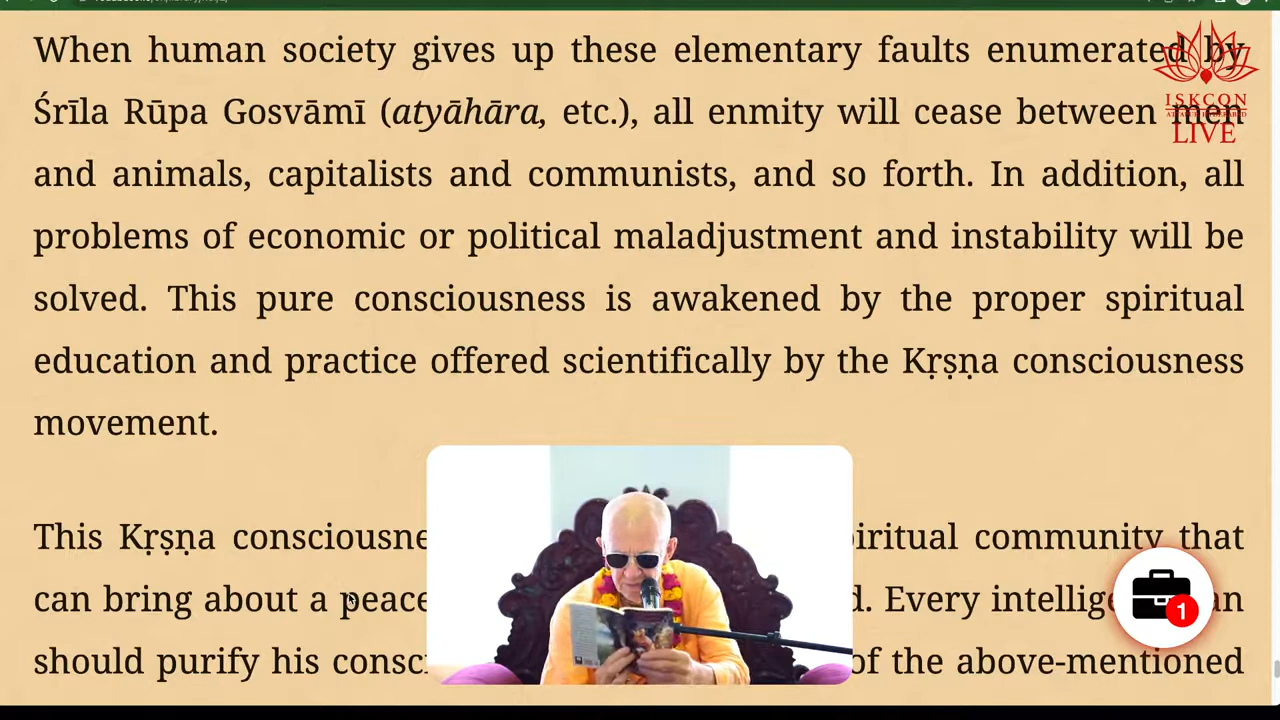 When human society gives up these elementary faults enumerated by
Śrīla Rūpa Gosvāmī (atyāhāra, etc.), all enmity will cease between men
and animals, capitalists and communists, and so forth. In addition, all
problems of economic or political maladjustment and instability will be
solved. This pure consciousness is awakened by the proper spiritual
education and practice offered scientifically by the Kṛṣṇa consciousness
movement.
This Kṛṣṇa consciousne piritual community that
can bring about a peace d. Every intellige an
should purify his consci of the above-mentioned
ISKCON
LIVE
1